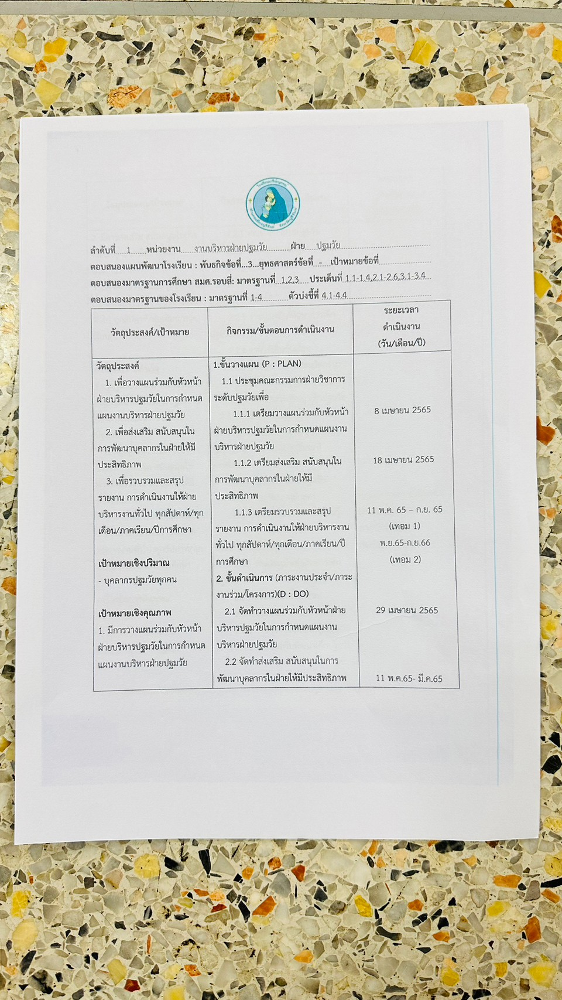 ลำดับที่ 1 หน่วยงาน งานบริหารฝ่ายปฐมวัย ฝ่าย ปฐมวัย
ตอบสนองแผนพัฒนาโรงเรียน : พันธกิจข้อที่...3...ยุทธศาสตร์ข้อที่ - เป้าหมายข้อที่
ตอบสนองมาตรฐานการศึกษา สมศ.รอบสี่: มาตรฐานที่ 1,2,3 ประเด็นที่ 1.1-1.4,2.1-2.6,3.1-3.4
ตอบสนองมาตรฐานของโรงเรียน : มาตรฐานที่ 1-4 ตัวบ่งชี้ที่ 4.1-4.4
วัตถุประสงค์/เป้าหมาย
กิจกรรม/ขั้นตอนการดำเนินงาน
ระยะเวลา
ดำเนินงาน
(วัน/เดือน/ปี)
วัตถุประสงค์
1. เพื่อวางแผนร่วมกับหัวหน้า
ฝ่ายบริหารปฐมวัยในการกำหนด
แผนงานบริหารฝ่ายปฐมวัย
2. เพื่อส่งเสริม สนับสนุนใน
การพัฒนาบุคลากรในฝ่ายให้มี
ประสิทธิภาพ
3. เพื่อรวบรวมและสรุป
รายงาน การดำเนินงานให้ฝ่าย
บริหารงานทั่วไป ทุกสัปดาห์/ทุก
เดือน/ภาคเรียน/ปีการศึกษา
เป้าหมายเชิงปริมาณ
- บุคลากรปฐมวัยทุกคน
เป้าหมายเชิงคุณภาพ
1. มีการวางแผนร่วมกับหัวหน้า
ฝ่ายบริหารปฐมวัยในการกำหนด
แผนงานบริหารฝ่ายปฐมวัย
1.ขั้นวางแผน (P : PLAN)
1.1 ประชุมคณะกรรมการฝ่ายวิชาการ
ระดับปฐมวัยเพื่อ
1.1.1 เตรียมวางแผนร่วมกับหัวหน้า
ฝ่ายบริหารปฐมวัยในการกำหนดแผนงาน
บริหารฝ่ายปฐมวัย
1.1.2 เตรียมส่งเสริม สนับสนุนใน
การพัฒนาบุคลากรในฝ่ายให้มี
ประสิทธิภาพ
1.1.3 เตรียมรวบรวมและสรุป
รายงาน การดำเนินงานให้ฝ่ายบริหารงาน
ทั่วไป ทุกสัปดาห์/ทุกเดือน/ภาคเรียน/ปี
การศึกษา
2. ขั้นดำเนินการ (ภาระงานประจำ/ภาระ
งานร่วม/โครงการ)(D : DO)
2.1 จัดทำวางแผนร่วมกับหัวหน้าฝ่าย
บริหารปฐมวัยในการกำหนดแผนงาน
บริหารฝ่ายปฐมวัย
2.2 จัดทำส่งเสริม สนับสนุนในการ
พัฒนาบุคลากรในฝ่ายให้มีประสิทธิภาพ
8 เมษายน 2565
18 เมษายน 2565
11 พ.ค. 65 – ก.ย. 65
(เทอม 1)
พ.ย.65-ก.ย.66
(เทอม 2)
29 เมษายน 2565
11 พ.ค.65- มี.ค.65